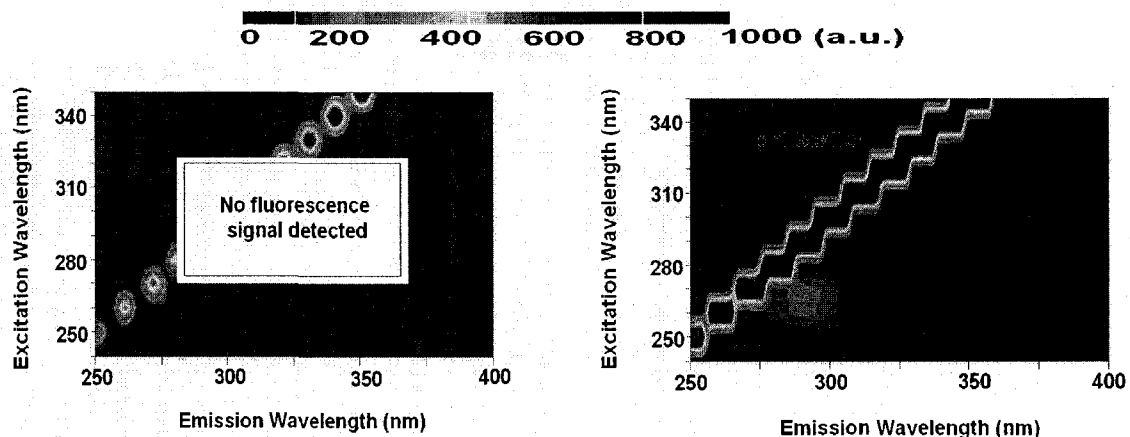 0 200 400 600 800 1000 (a.u.)
Excitation Wavelength (nm)
340
310
280
250
No fluorescence
signal detected
250 300 350 400
Emission Wavelength (nm)
Excitation Wavelength (nm)
340
310
280
250
250 300 350 400
Emission Wavelength (nm)